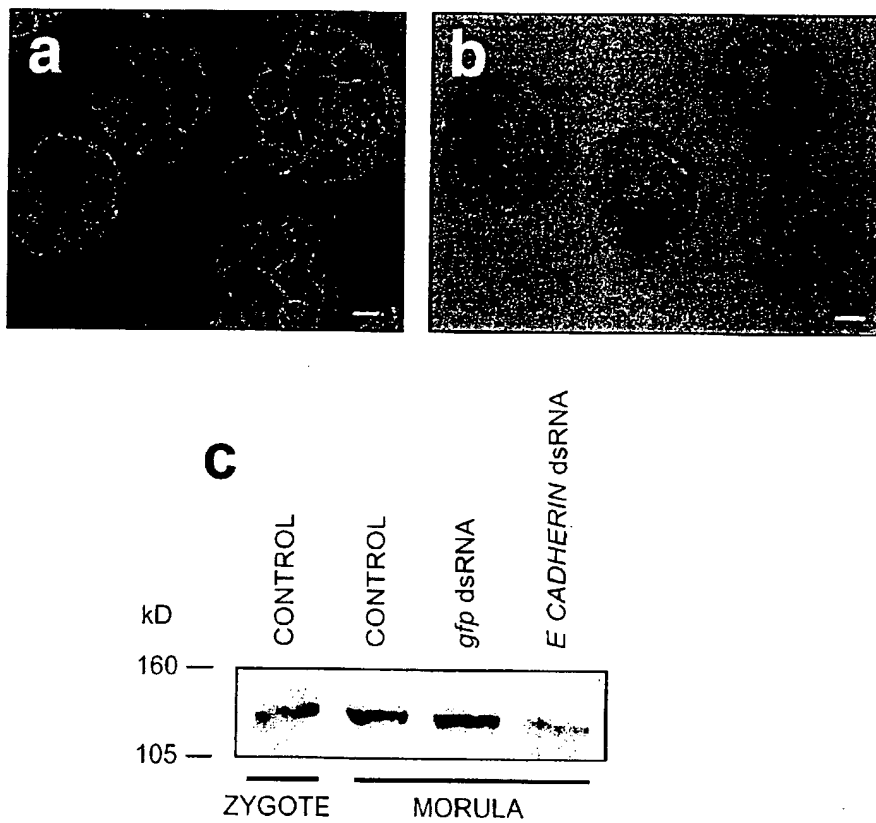 a
b
c
CONTROL
CONTROL
gfp dsRNA
E CADHERIN dsRNA
kD
160
105
ZYGOTE
MORULA